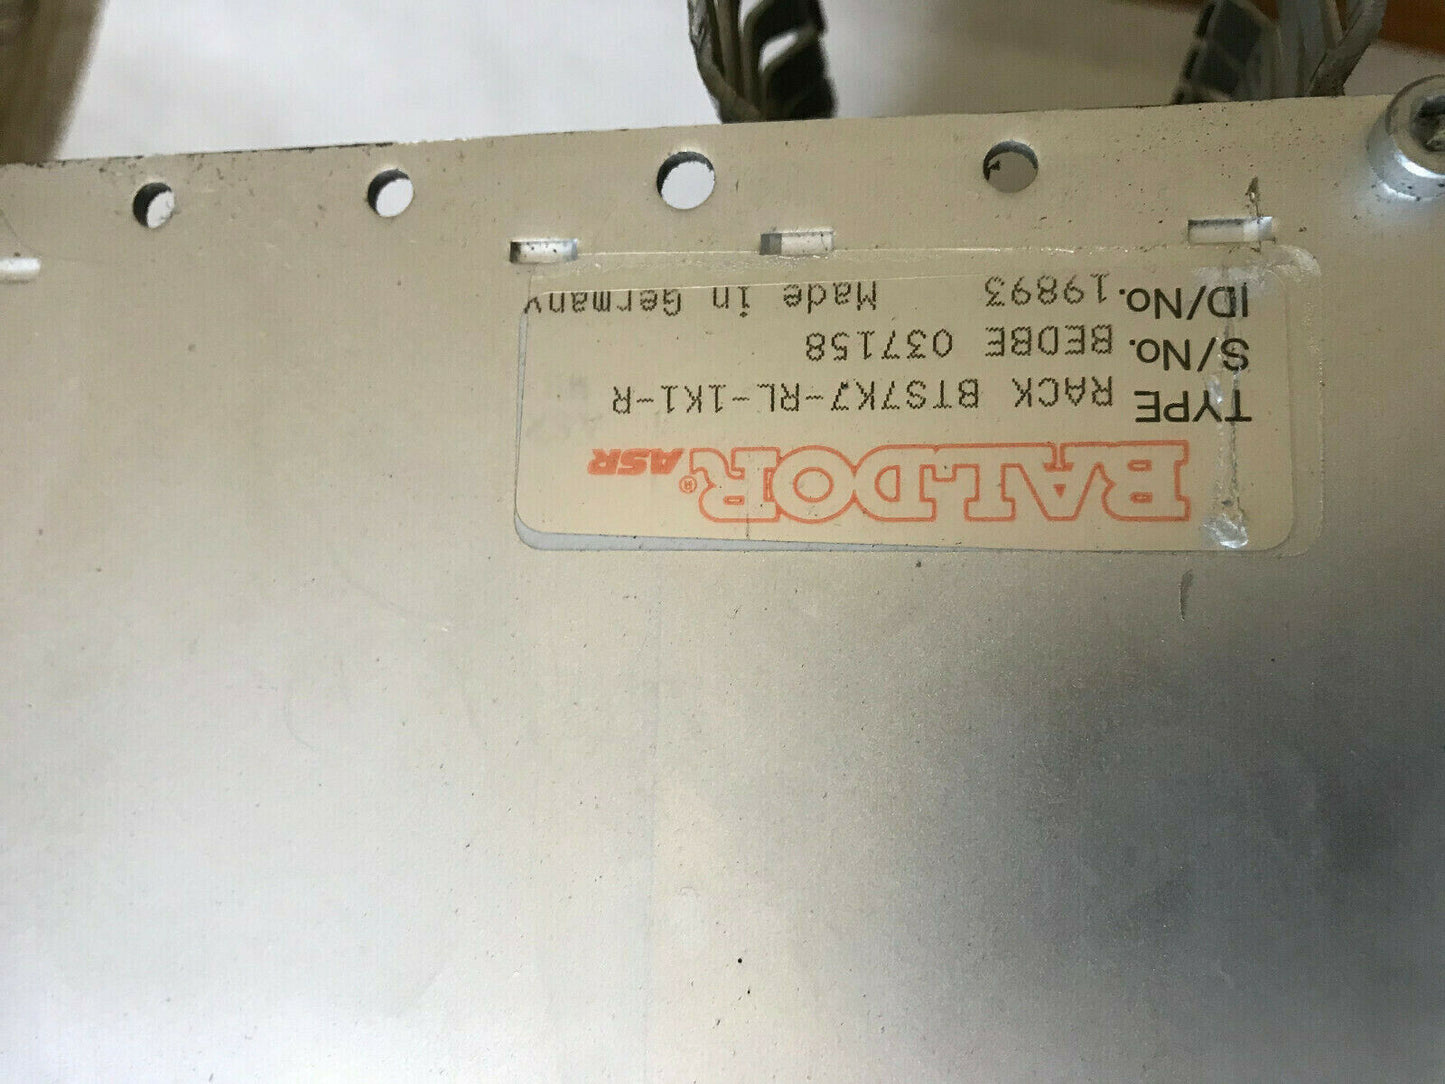 BALDOR® ASR
TYPE RACK BTS7K7-RL-1K1-R
S/No. BEDBE 037158
ID/No. 19893 Made in Germany